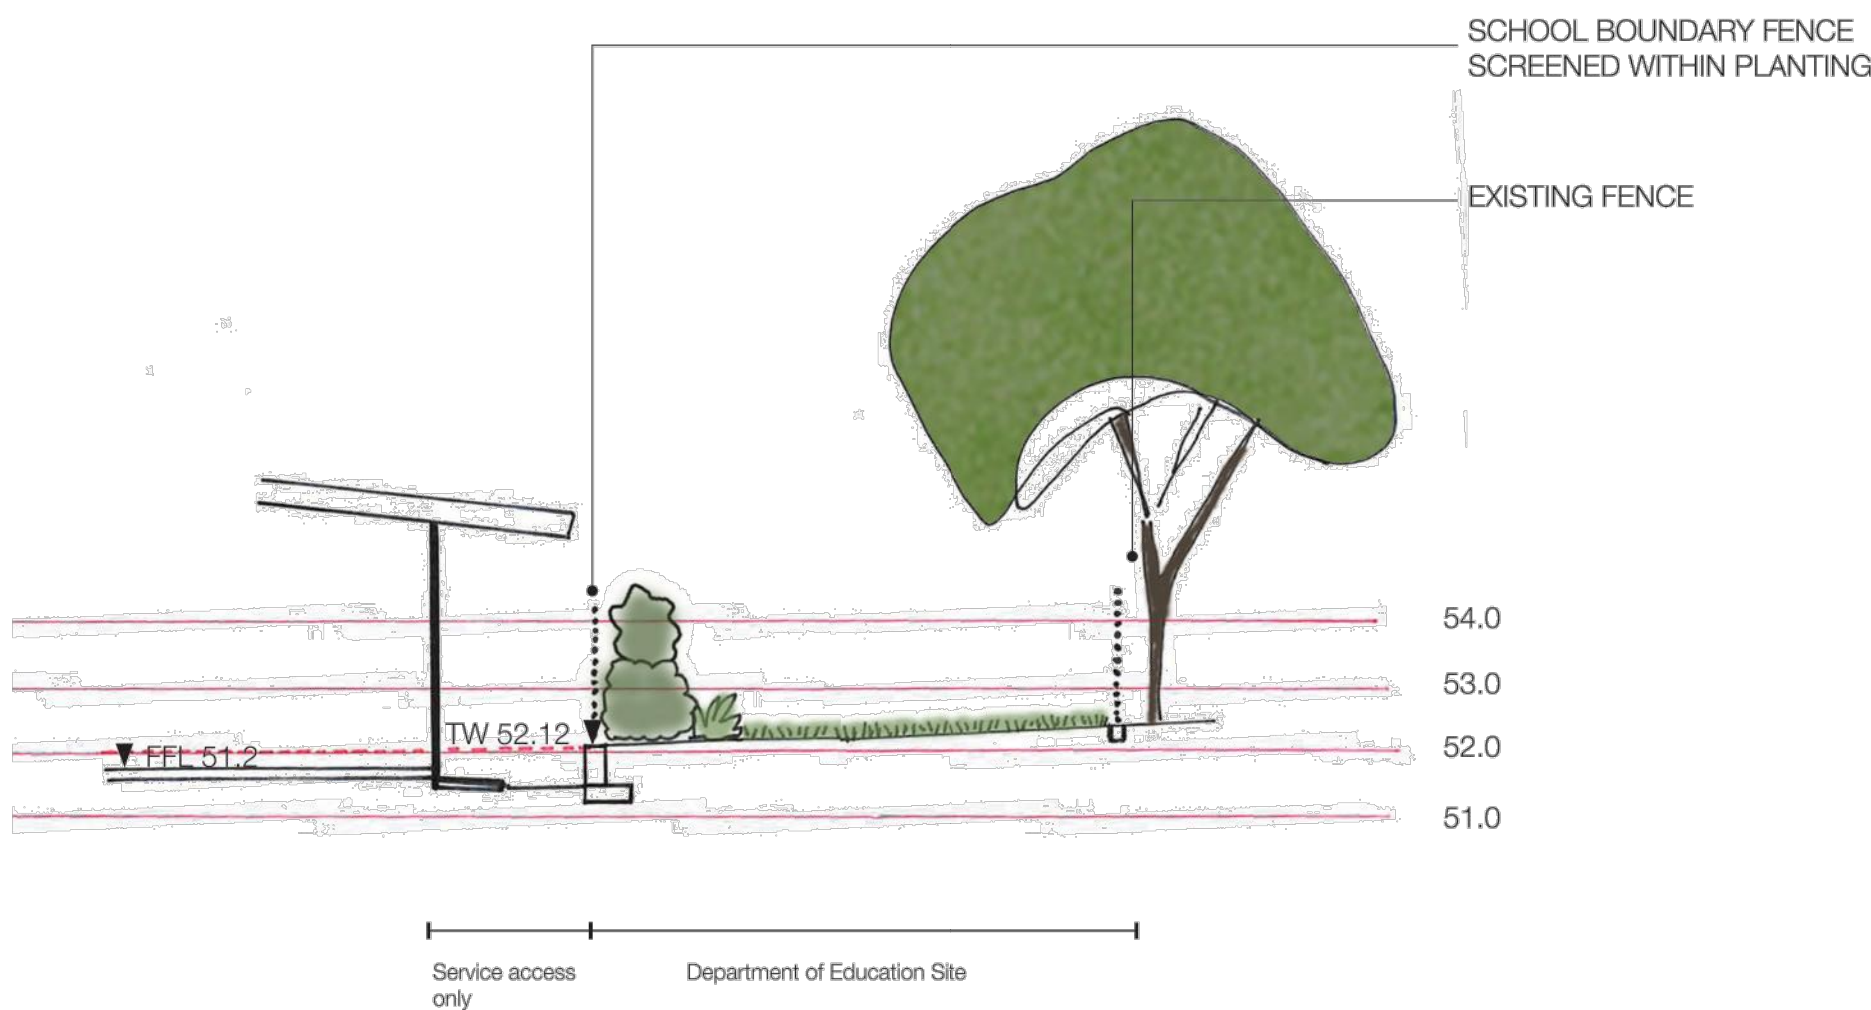 SCHOOL BOUNDARY FENCE
SCREENED WITHIN PLANTING
EXISTING FENCE
54.0
53.0
TW 52.12
52.0
FFL 51.2
51.0
Service access
only
Department of Education Site